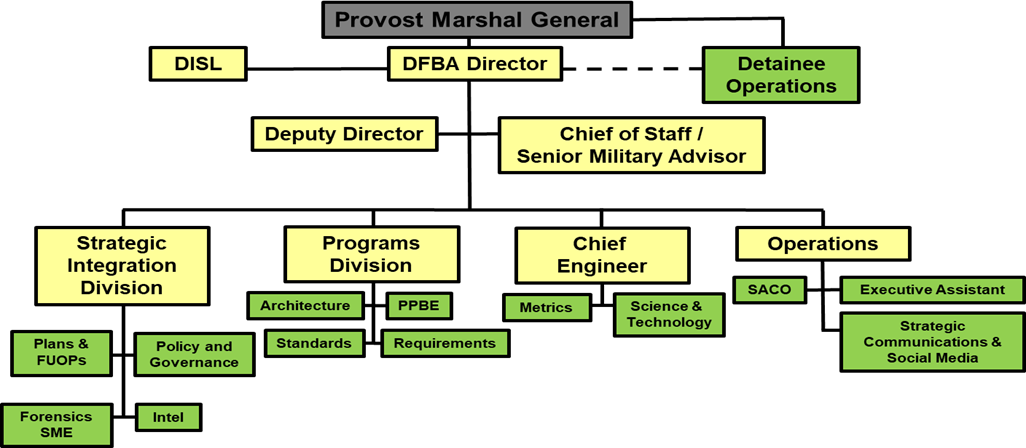 Provost Marshal General
DISL
DFBA Director
Detainee
Operations
Deputy Director
Chief of Staff /
Senior Military Advisor
Strategic
Integration
Division
Programs
Division
Chief
Engineer
Operations
Architecture
PPBE
Metrics
Science &
Technology
SACO
Executive Assistant
Plans &
FUOPs
Policy and
Governance
Standards
Requirements
Strategic
Communications &
Social Media
Forensics
SME
Intel